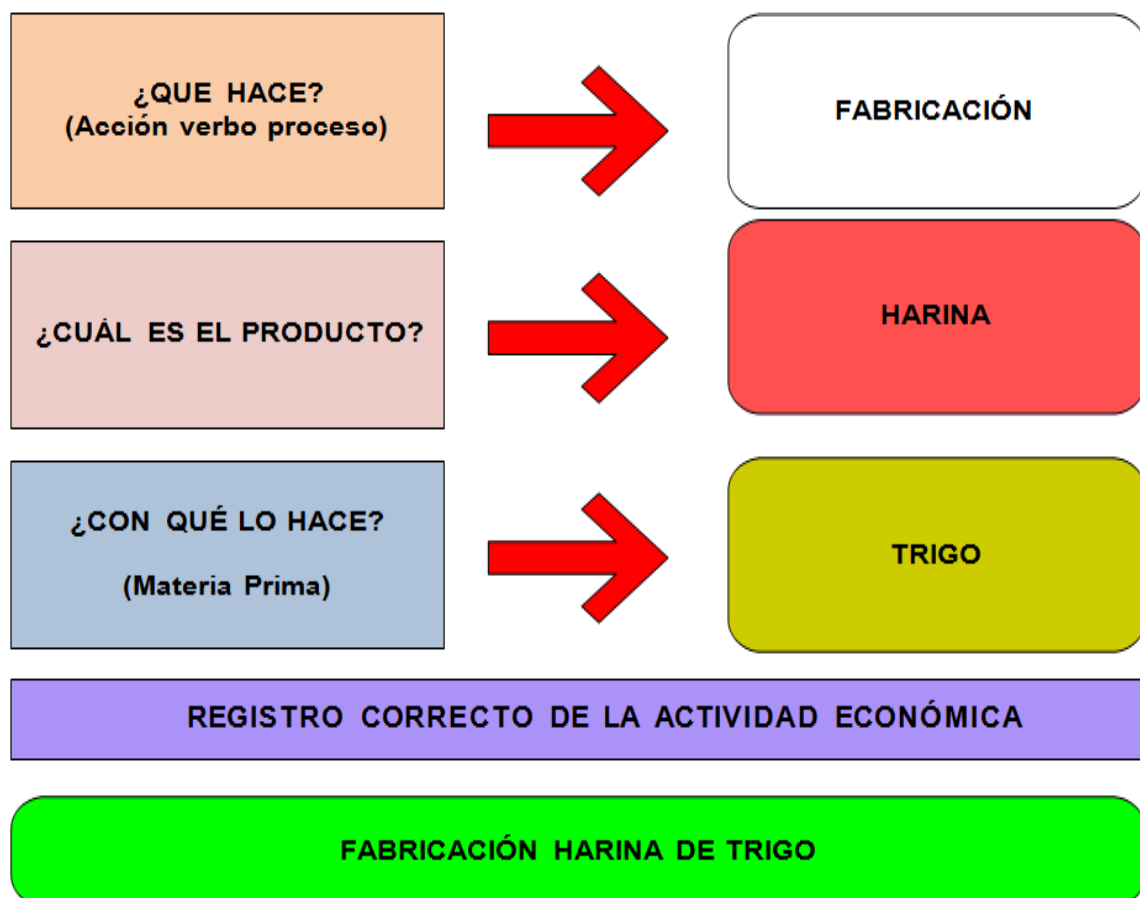 ¿QUE HACE?
(Acción verbo proceso)
FABRICACIÓN
¿CUÁL ES EL PRODUCTO?
HARINA
¿CON QUÉ LO HACE?
(Materia Prima)
TRIGO
REGISTRO CORRECTO DE LA ACTIVIDAD ECONÓMICA
FABRICACIÓN HARINA DE TRIGO